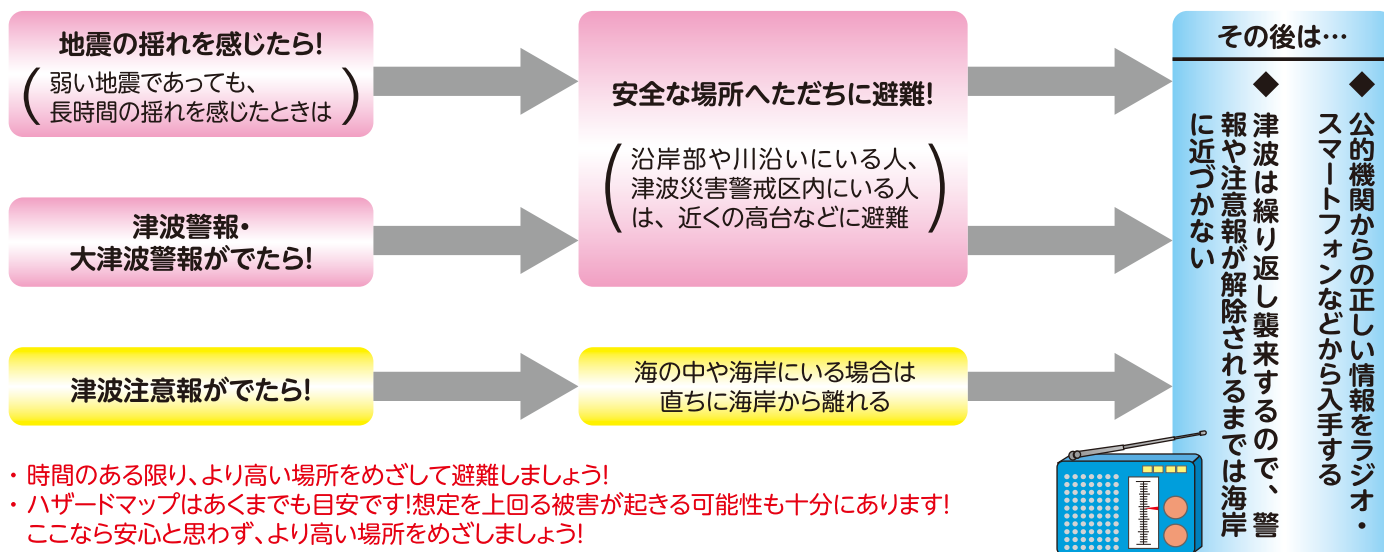 地震の揺れを感じたら!
(弱い地震であっても、
長時間の揺れを感じたときは)
安全な場所へただちに避難!
(沿岸部や川沿いにいる人、
津波災害警戒区内にいる人
は、近くの高台などに避難)
津波警報・
大津波警報がでたら!
津波注意報がでたら!
海の中や海岸にいる場合は
直ちに海岸から離れる
その後は…
◆公的機関からの正しい情報をラジオ・
スマートフォンなどから入手する
◆津波は繰り返し襲来するので、警
報や注意報が解除されるまでは海岸
に近づかない
・時間のある限り、より高い場所をめざして避難しましょう!
・ハザードマップはあくまでも目安です!想定を上回る被害が起きる可能性も十分にあります!
ここなら安心と思わず、より高い場所をめざしましょう!